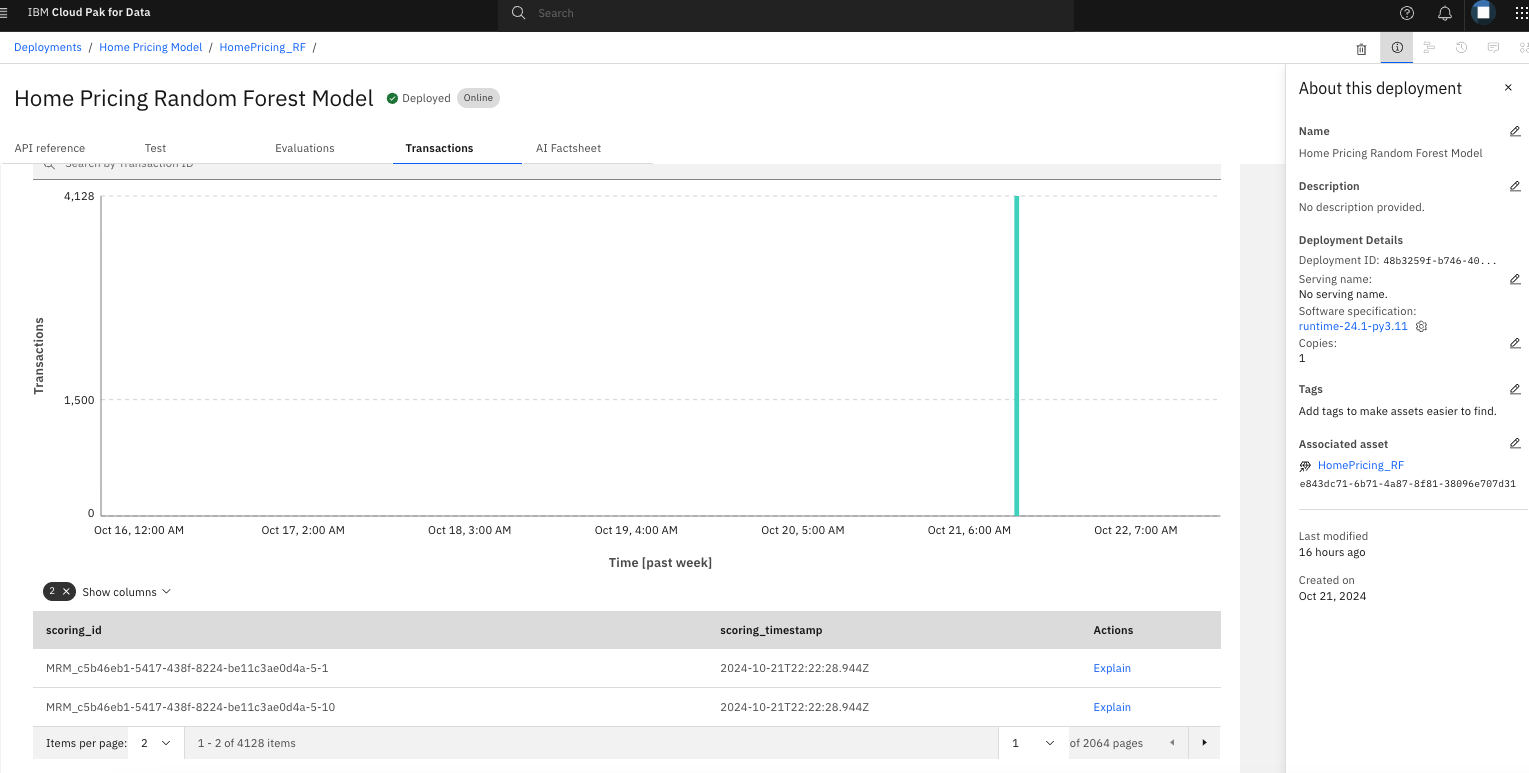 IBM Cloud Pak for Data
Search
Deployments / Home Pricing Model / HomePricing_RF /
Home Pricing Random Forest Model Deployed Online
API reference Test Evaluations Transactions AI Factsheet
Search by Transaction ID
4,128
1,500
0
Transactions
Oct 16, 12:00 AM Oct 17, 2:00 AM Oct 18, 3:00 AM Oct 19, 4:00 AM Oct 20, 5:00 AM Oct 21, 6:00 AM Oct 22, 7:00 AM
Time [past week]
2 × Show columns
scoring_id scoring_timestamp Actions
MRM_c5b46eb1-5417-438f-8224-be11c3ae0d4a-5-1 2024-10-21T22:22:28.944Z Explain
MRM_c5b46eb1-5417-438f-8224-be11c3ae0d4a-5-10 2024-10-21T22:22:28.944Z Explain
Items per page: 2 1 - 2 of 4128 items 1 of 2064 pages
About this deployment
Name
Home Pricing Random Forest Model
Description
No description provided.
Deployment Details
Deployment ID: 48b3259f-b746-40...
Serving name:
No serving name.
Software specification:
runtime-24.1-py3.11
Copies:
1
Tags
Add tags to make assets easier to find.
Associated asset
HomePricing_RF
e843dc71-6b71-4a87-8f81-38096e707d31
Last modified
16 hours ago
Created on
Oct 21, 2024